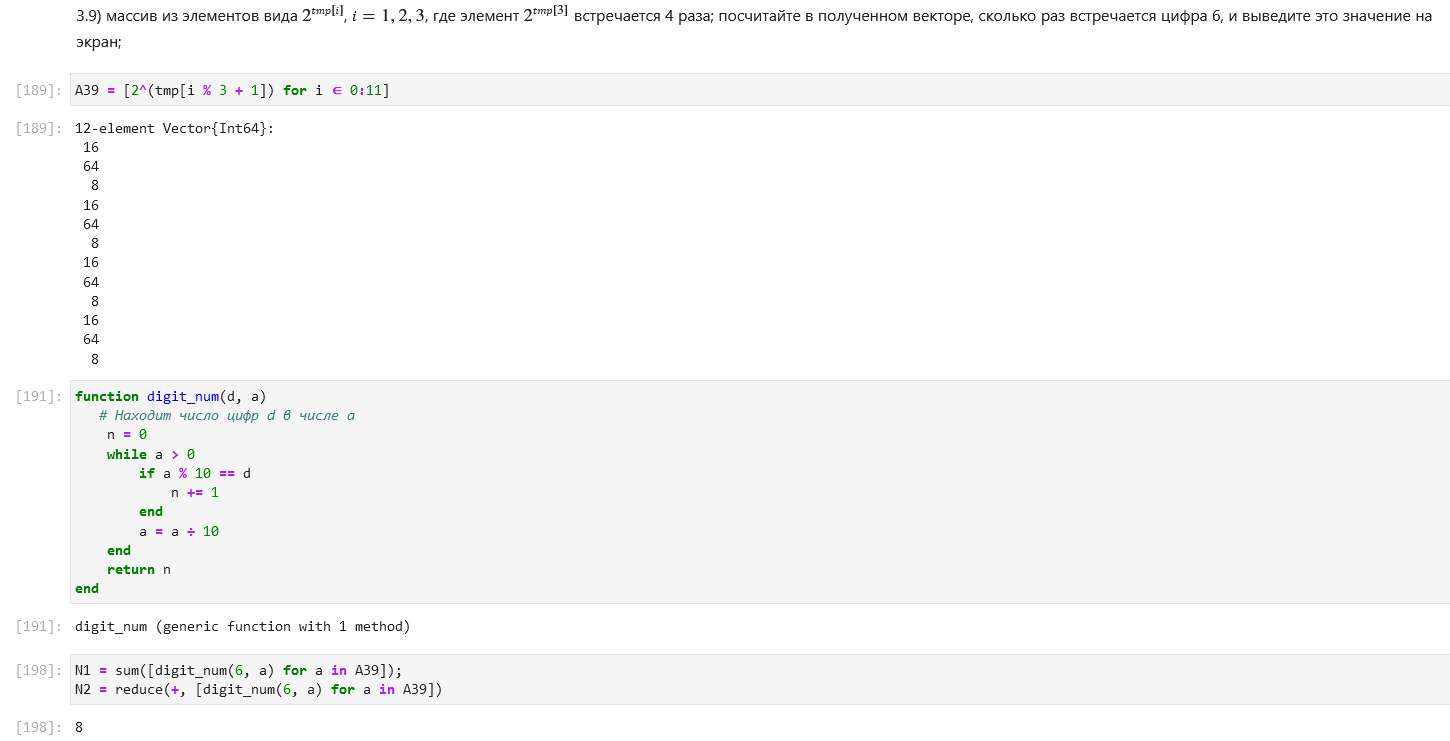 3.9) массив из элементов вида 2^tmp[i], i = 1, 2, 3, где элемент 2^tmp[3] встречается 4 раза; посчитайте в полученном векторе, сколько раз встречается цифра 6, и выведите это значение на
экран;
[189]: A39 = [2^(tmp[i % 3 + 1]) for i ∈ 0:11]
[189]: 12-element Vector{Int64}:
16
64
8
16
64
8
16
64
8
16
64
8
[191]: function digit_num(d, a)
# Находит число цифр d в числе a
n = 0
while a > 0
if a % 10 == d
n += 1
end
a = a ÷ 10
end
return n
end
[191]: digit_num (generic function with 1 method)
[198]: N1 = sum([digit_num(6, a) for a in A39]);
N2 = reduce(+, [digit_num(6, a) for a in A39])
[198]: 8